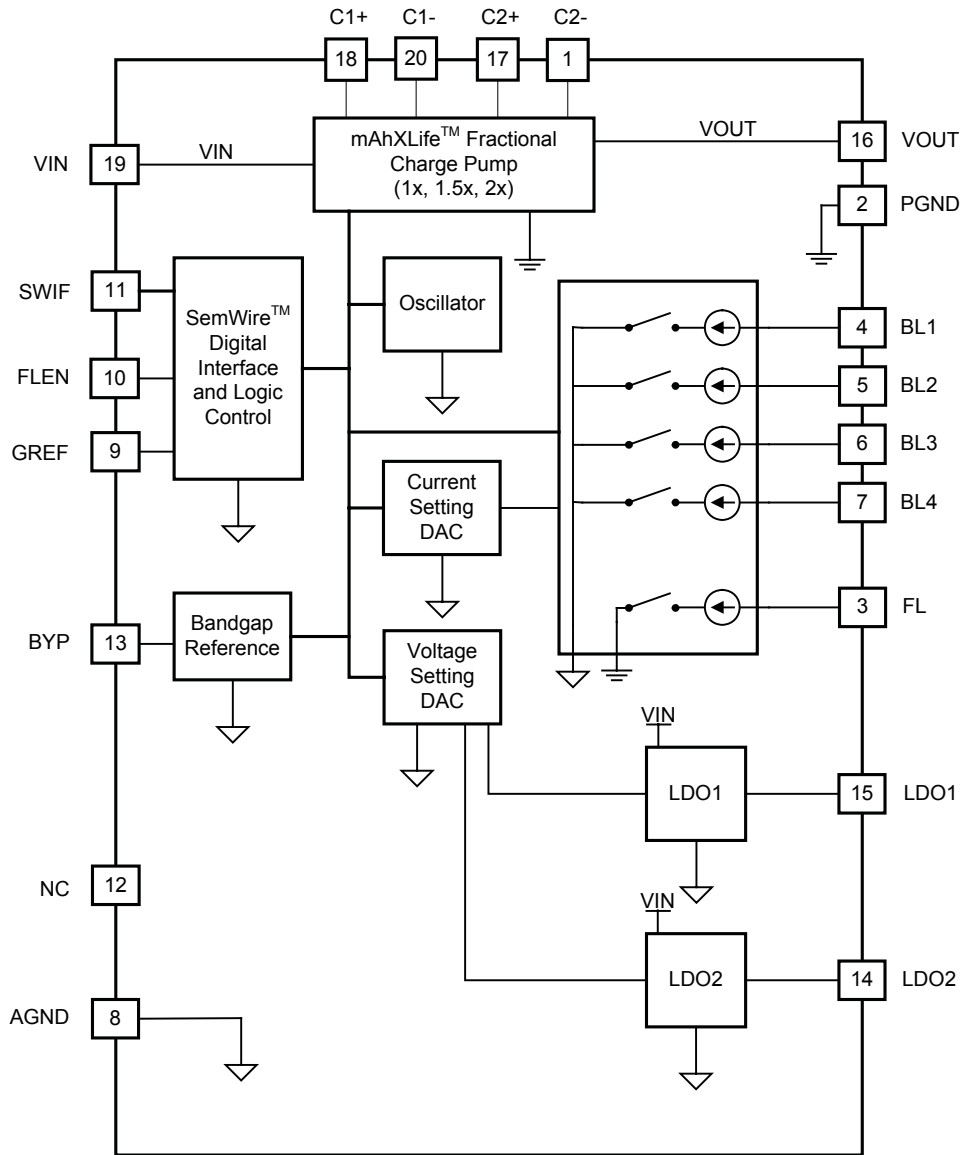 C1+ C1- C2+ C2-
18 20 17 1
mAhXLife™ Fractional
Charge Pump
(1x, 1.5x, 2x)
VIN 19 VIN
VOUT 16 VOUT
2 PGND
SWIF 11
FLEN 10
GREF 9
SemWire™
Digital
Interface
and Logic
Control
Oscillator
4 BL1
5 BL2
6 BL3
7 BL4
3 FL
Current
Setting
DAC
BYP 13
Bandgap
Reference
Voltage
Setting
DAC
VIN
LDO1 15 LDO1
NC 12
VIN
LDO2 14 LDO2
AGND 8